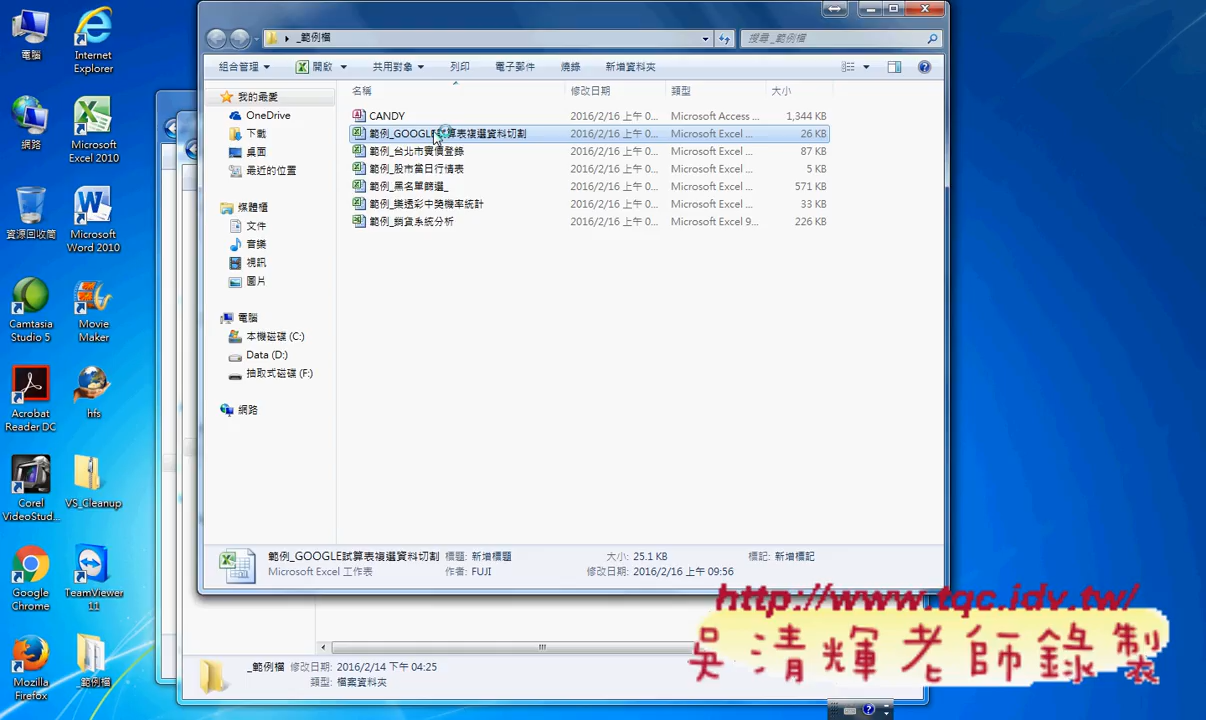 電腦
Internet
Explorer
網路
Microsoft
Excel 2010
資源回收筒
Microsoft
Word 2010
Camtasia
Studio 5
Movie
Maker
Acrobat
Reader DC
hfs
Corel
VideoStud...
VS_Cleanup
Google
Chrome
TeamViewer
11
Mozilla
Firefox
_範例檔
_範例檔
搜尋 _範例檔
組合管理
開啟
共用對象
列印
電子郵件
燒錄
新增資料夾
名稱
修改日期
類型
大小
CANDY
2016/2/16 上午 0...
Microsoft Access ...
1,344 KB
範例_GOOGLE試算表複選資料切割
2016/2/16 上午 0...
Microsoft Excel ...
26 KB
範例_台北市實價登錄
2016/2/16 上午 0...
Microsoft Excel ...
87 KB
範例_股市當日行情表
2016/2/16 上午 0...
Microsoft Excel ...
5 KB
範例_黑名單篩選_
2016/2/16 上午 0...
Microsoft Excel ...
571 KB
範例_樂透彩中獎機率統計
2016/2/16 上午 0...
Microsoft Excel ...
33 KB
範例_銷貨系統分析
2016/2/16 上午 0...
Microsoft Excel 9...
226 KB
我的最愛
OneDrive
下載
桌面
最近的位置
媒體櫃
文件
音樂
視訊
圖片
電腦
本機磁碟 (C:)
Data (D:)
抽取式磁碟 (F:)
網路
範例_GOOGLE試算表複選資料切割
標題: 新增標題
大小: 25.1 KB
標記: 新增標記
Microsoft Excel 工作表
作者: FUJI
修改日期: 2016/2/16 上午 09:56
_範例檔
修改日期: 2016/2/14 下午 04:25
類型: 檔案資料夾
http://www.tqc.idv.tw/
吳清輝老師錄製